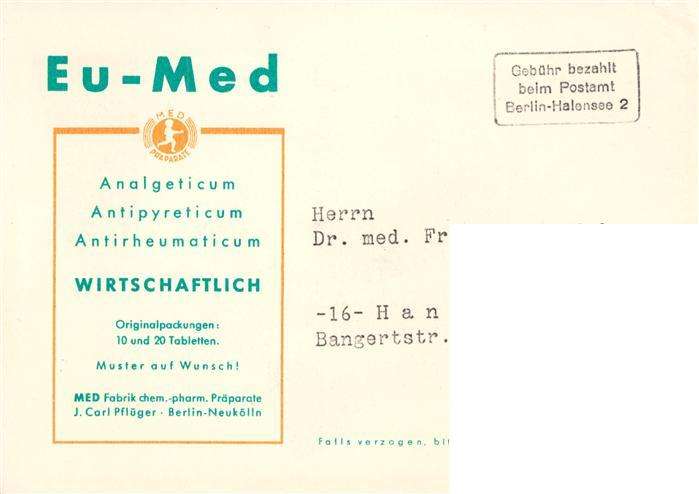 Eu-Med
MED
PRÄPARATE
Analgeticum
Antipyreticum
Antirheumaticum
WIRTSCHAFTLICH
Originalpackungen:
10 und 20 Tabletten.
Muster auf Wunsch!
MED Fabrik chem.-pharm. Präparate
J. Carl Pflüger · Berlin-Neukölln
Gebühr bezahlt
beim Postamt
Berlin-Halensee 2
Herrn
Dr. med. Fr
-16- Han
Bangertstr.
Falls verzogen, bit